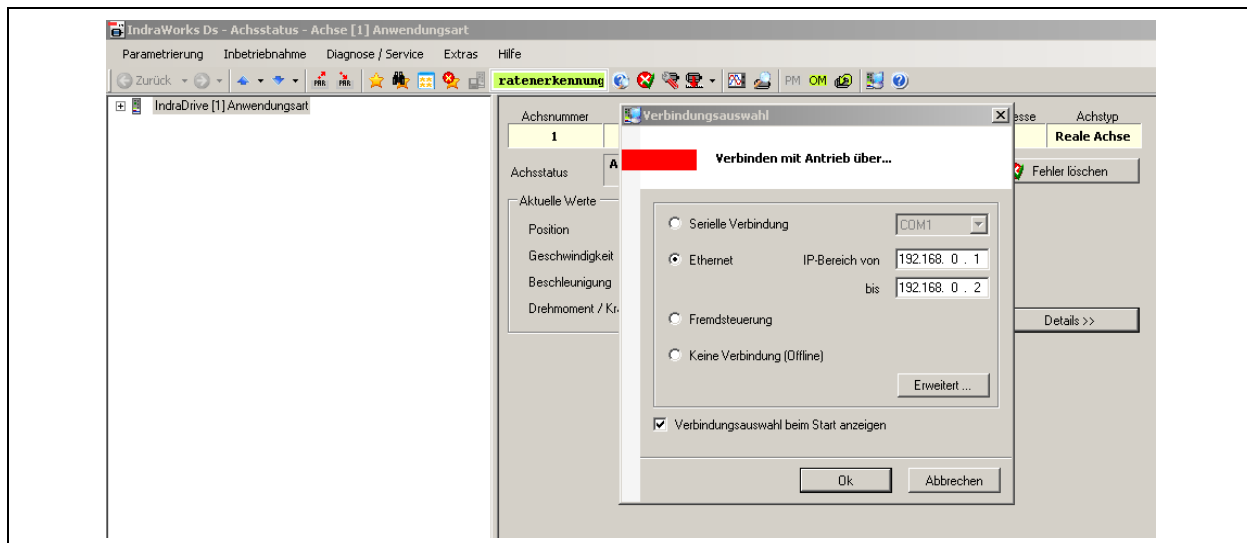 IndraWorks Ds - Achsstatus - Achse [1] Anwendungsart
Parametrierung Inbetriebnahme Diagnose / Service Extras Hilfe
Zurück PAR PAR ratenerkennung PM OM
IndraDrive [1] Anwendungsart
Achsnummer
1
Achsstatus A
Aktuelle Werte
Position
Geschwindigkeit
Beschleunigung
Drehmoment / Kr
Verbindungsauswahl
Verbinden mit Antrieb über...
Serielle Verbindung COM1
Ethernet IP-Bereich von 192.168. 0 . 1
bis 192.168. 0 . 2
Fremdsteuerung
Keine Verbindung (Offline)
Erweitert ...
Verbindungsauswahl beim Start anzeigen
Ok Abbrechen
esse Achstyp
Reale Achse
Fehler löschen
Details >>